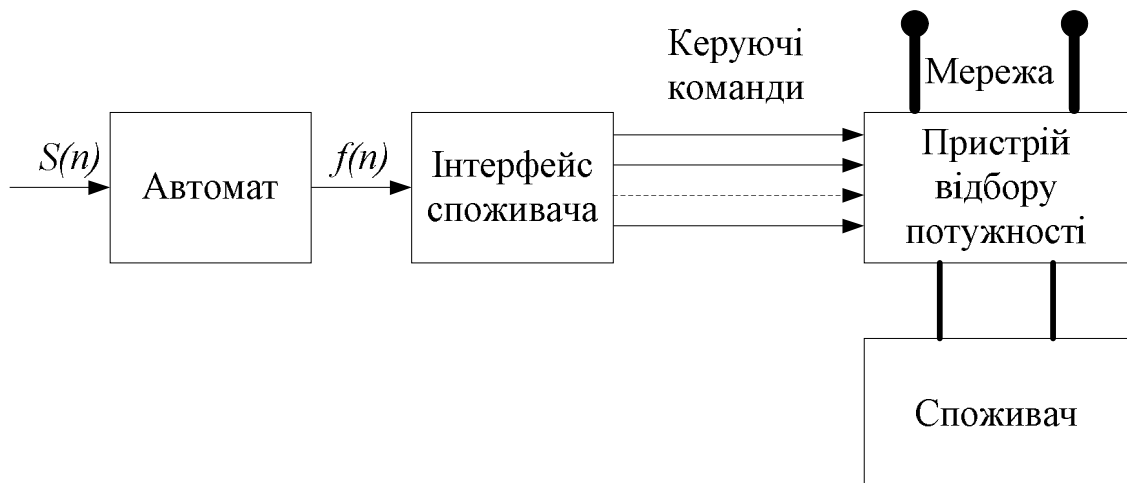 Керуючі
команди
Мережа
S(n)
Автомат
f(n)
Інтерфейс
споживача
Пристрій
відбору
потужності
Споживач